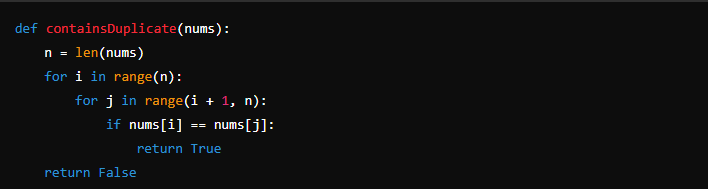 def containsDuplicate(nums):
    n = len(nums)
    for i in range(n):
        for j in range(i + 1, n):
            if nums[i] == nums[j]:
                return True
    return False